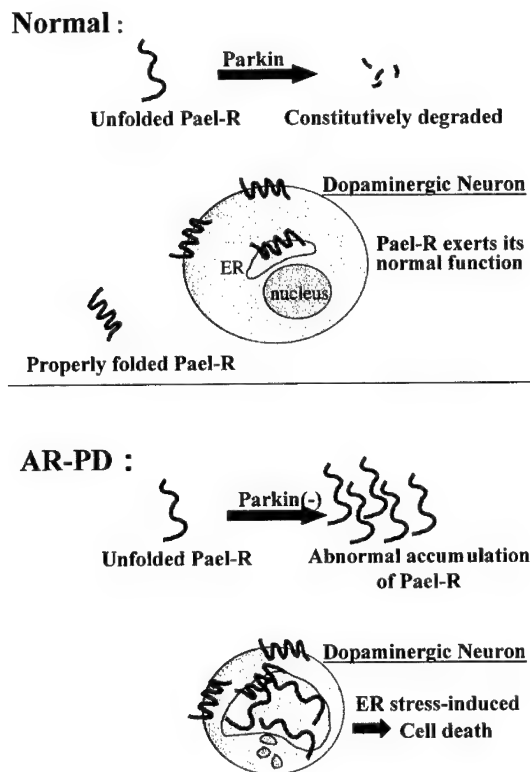 Normal :
Parkin
Unfolded Pael-R
Constitutively degraded
Dopaminergic Neuron
Pael-R exerts its
normal function
ER
nucleus
Properly folded Pael-R
AR-PD :
Parkin(-)
Unfolded Pael-R
Abnormal accumulation
of Pael-R
Dopaminergic Neuron
ER stress-induced
Cell death